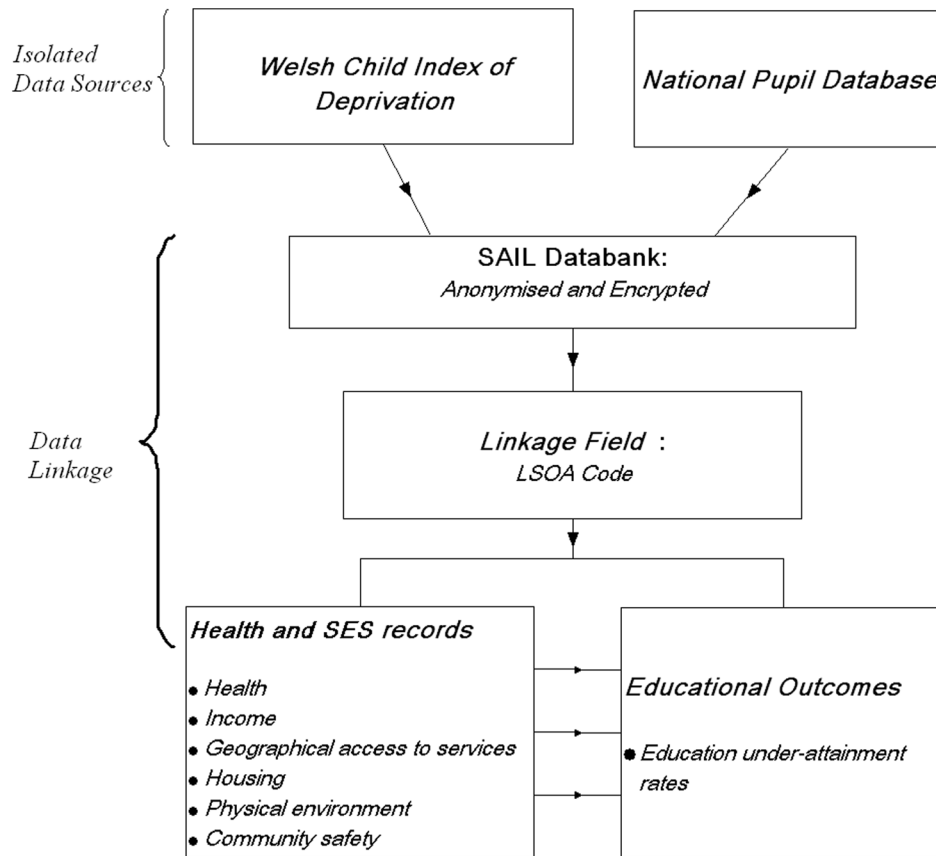 Isolated
Data Sources
Welsh Child Index of
Deprivation
National Pupil Database
SAIL Databank:
Anonymised and Encrypted
Data
Linkage
Linkage Field :
LSOA Code
Health and SES records
● Health
● Income
● Geographical access to services
● Housing
● Physical environment
● Community safety
Educational Outcomes
● Education under-attainment
rates